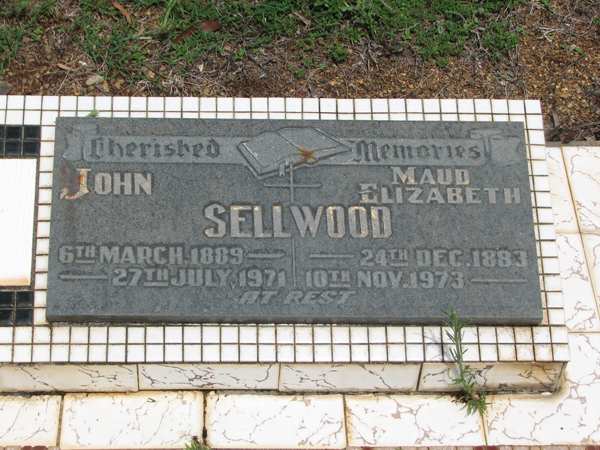 Cherished Memories
JOHN MAUD ELIZABETH
SELLWOOD
6TH MARCH.1889 — — 24TH DEC.1883
— 27TH JULY.1971 10TH NOV.1973 —
AT REST